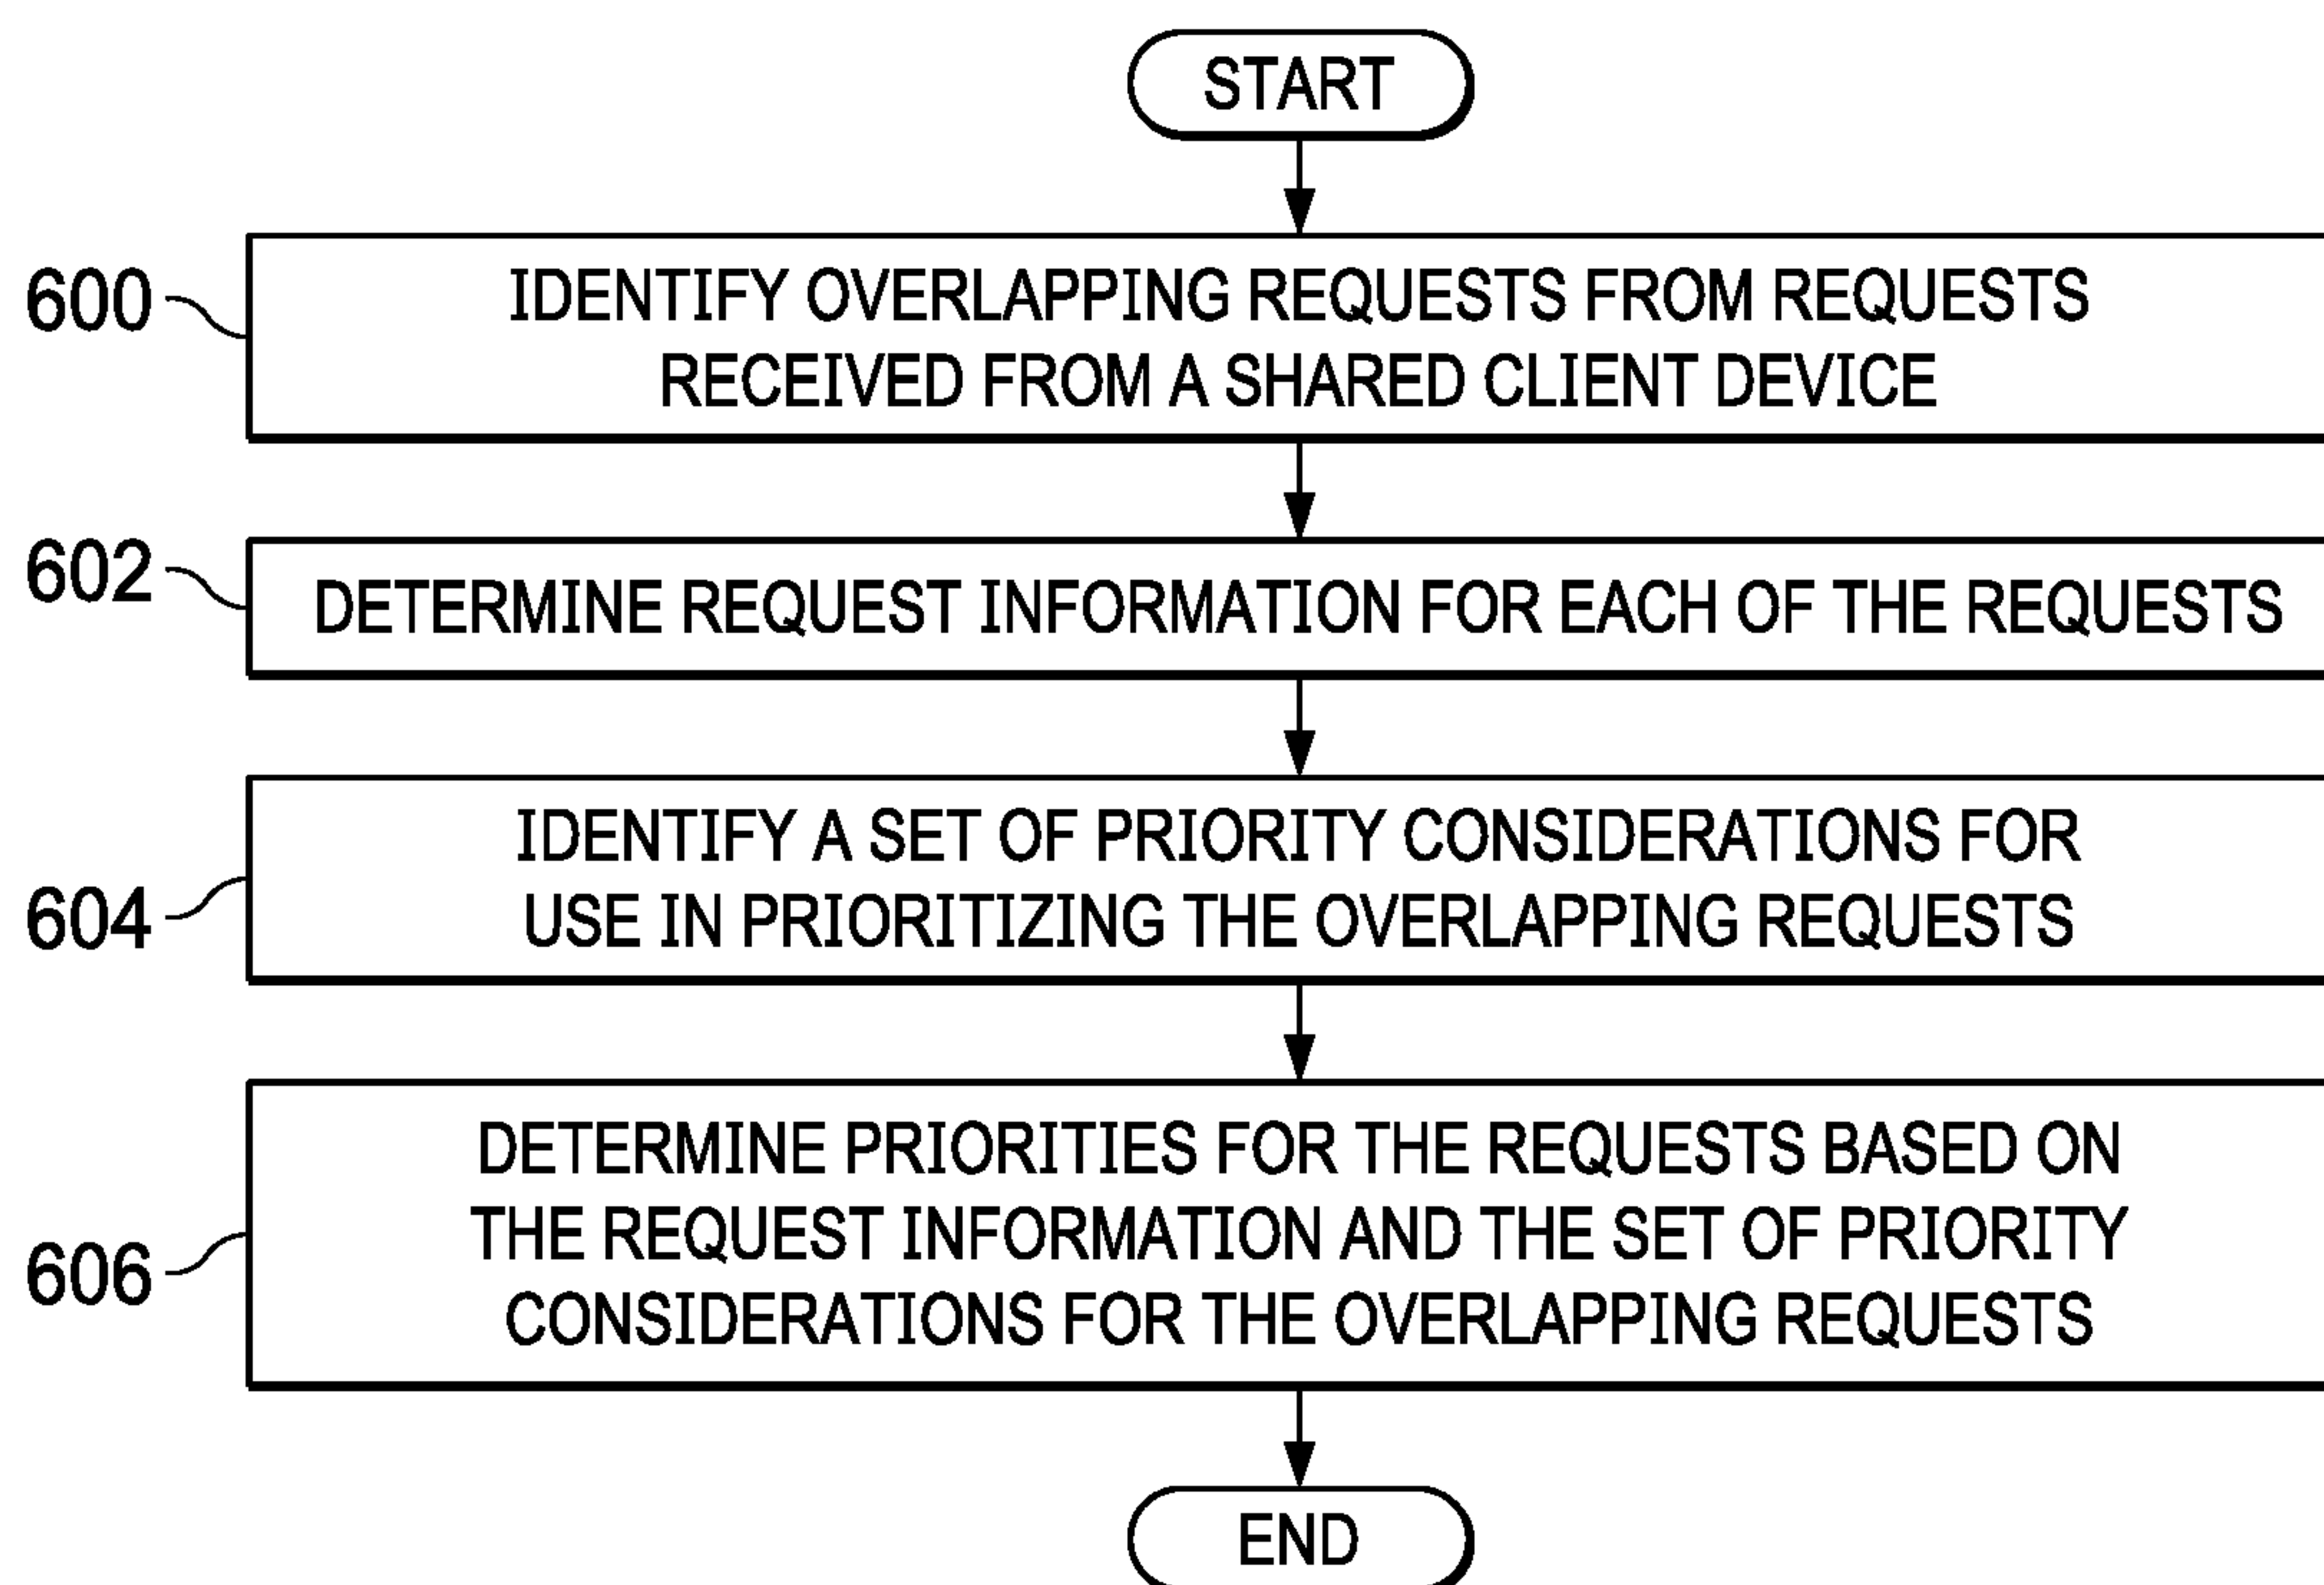 START
600
IDENTIFY OVERLAPPING REQUESTS FROM REQUESTS
RECEIVED FROM A SHARED CLIENT DEVICE
602
DETERMINE REQUEST INFORMATION FOR EACH OF THE REQUESTS
604
IDENTIFY A SET OF PRIORITY CONSIDERATIONS FOR
USE IN PRIORITIZING THE OVERLAPPING REQUESTS
606
DETERMINE PRIORITIES FOR THE REQUESTS BASED ON
THE REQUEST INFORMATION AND THE SET OF PRIORITY
CONSIDERATIONS FOR THE OVERLAPPING REQUESTS
END